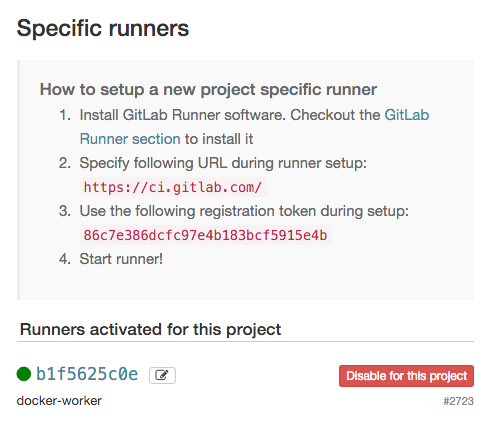 Specific runners
How to setup a new project specific runner
1. Install GitLab Runner software. Checkout the GitLab
Runner section to install it
2. Specify following URL during runner setup:
https://ci.gitlab.com/
3. Use the following registration token during setup:
86c7e386dcfc97e4b183bcf5915e4b
4. Start runner!
Runners activated for this project
b1f5625c0e
Disable for this project
docker-worker
#2723